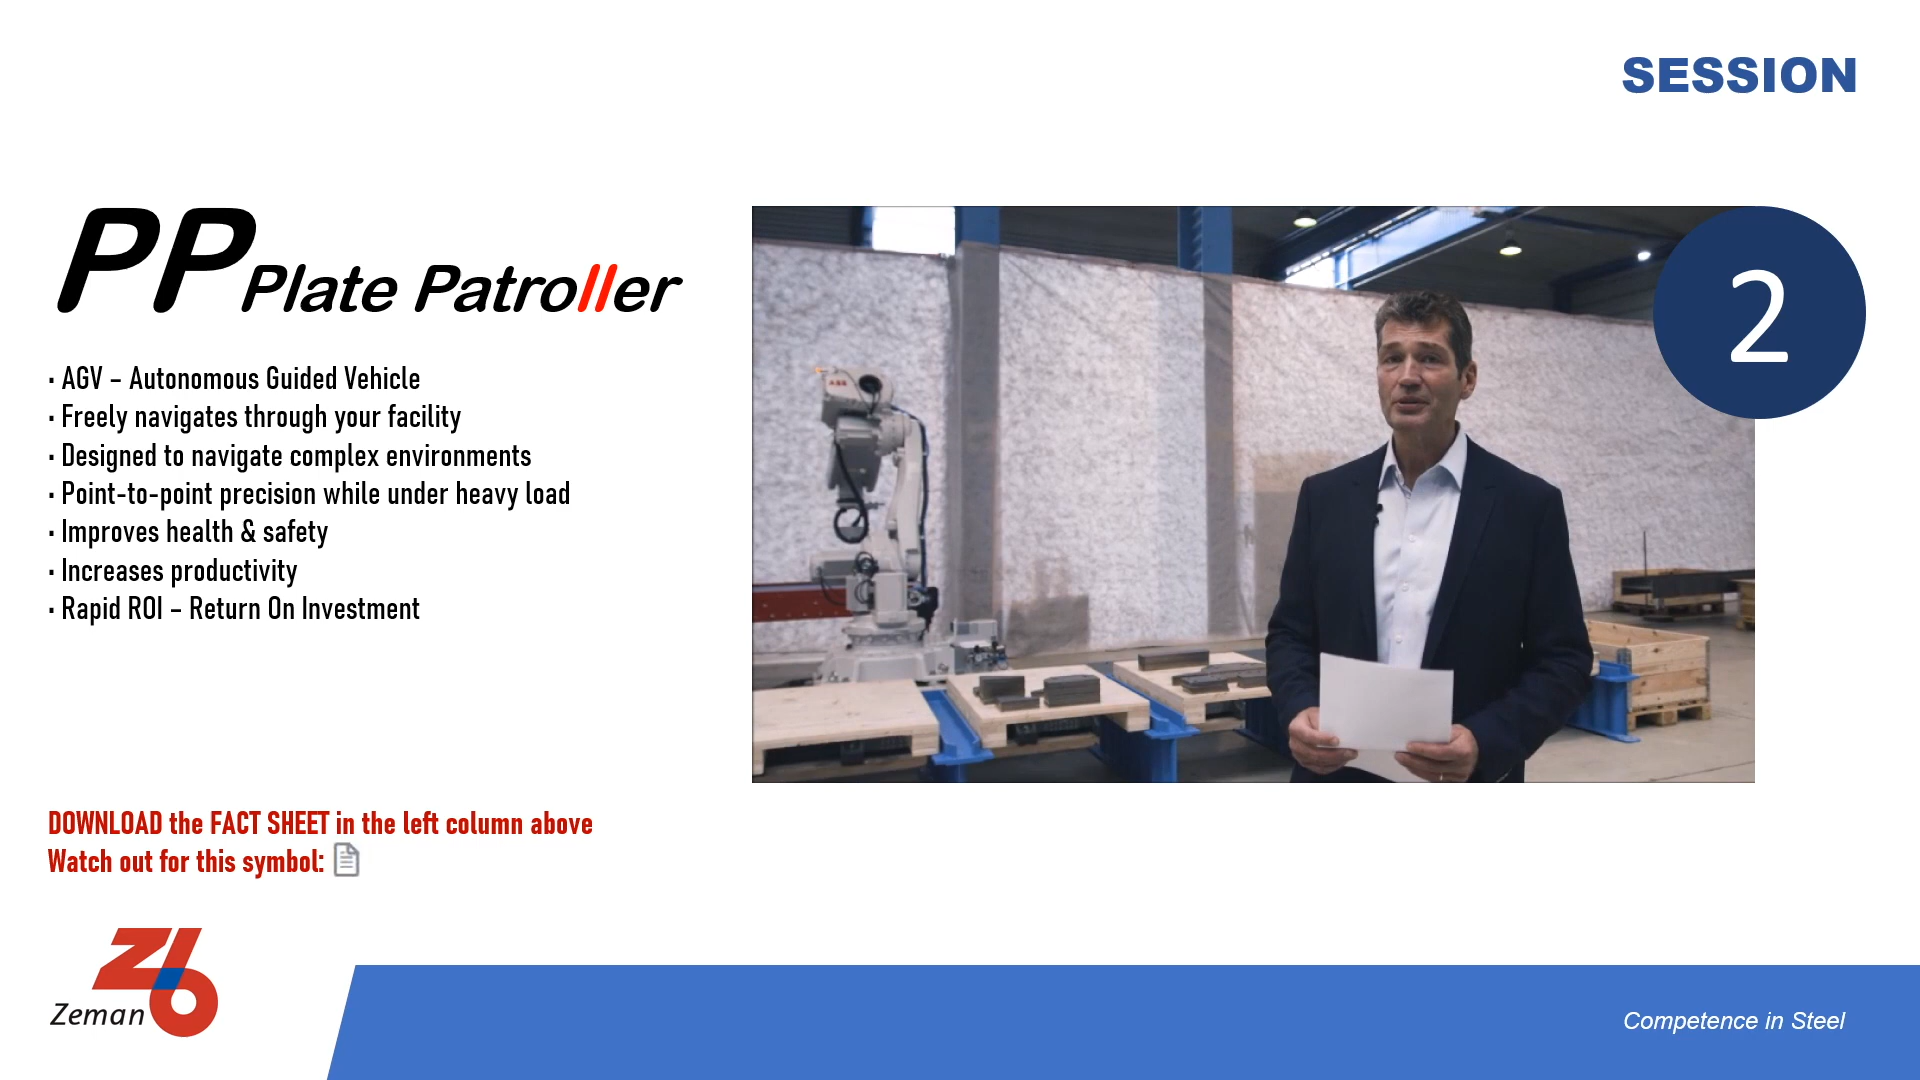 SESSION
2
PP Plate Patroller
· AGV – Autonomous Guided Vehicle
· Freely navigates through your facility
· Designed to navigate complex environments
· Point-to-point precision while under heavy load
· Improves health & safety
· Increases productivity
· Rapid ROI – Return On Investment
ABB
DOWNLOAD the FACT SHEET in the left column above
Watch out for this symbol:
Zeman
Competence in Steel